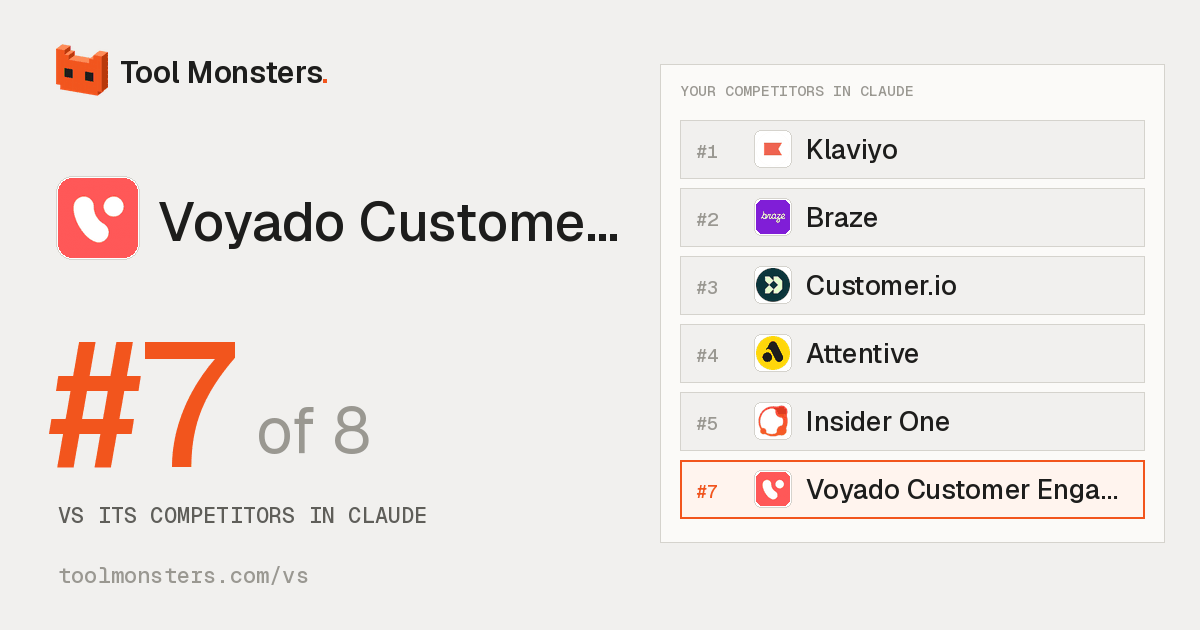 Tool Monsters.
Voyado Custome...
#7 of 8
VS ITS COMPETITORS IN CLAUDE
toolmonsters.com/vs
YOUR COMPETITORS IN CLAUDE
#1 Klaviyo
#2 braze Braze
#3 Customer.io
#4 Attentive
#5 Insider One
#7 Voyado Customer Enga...